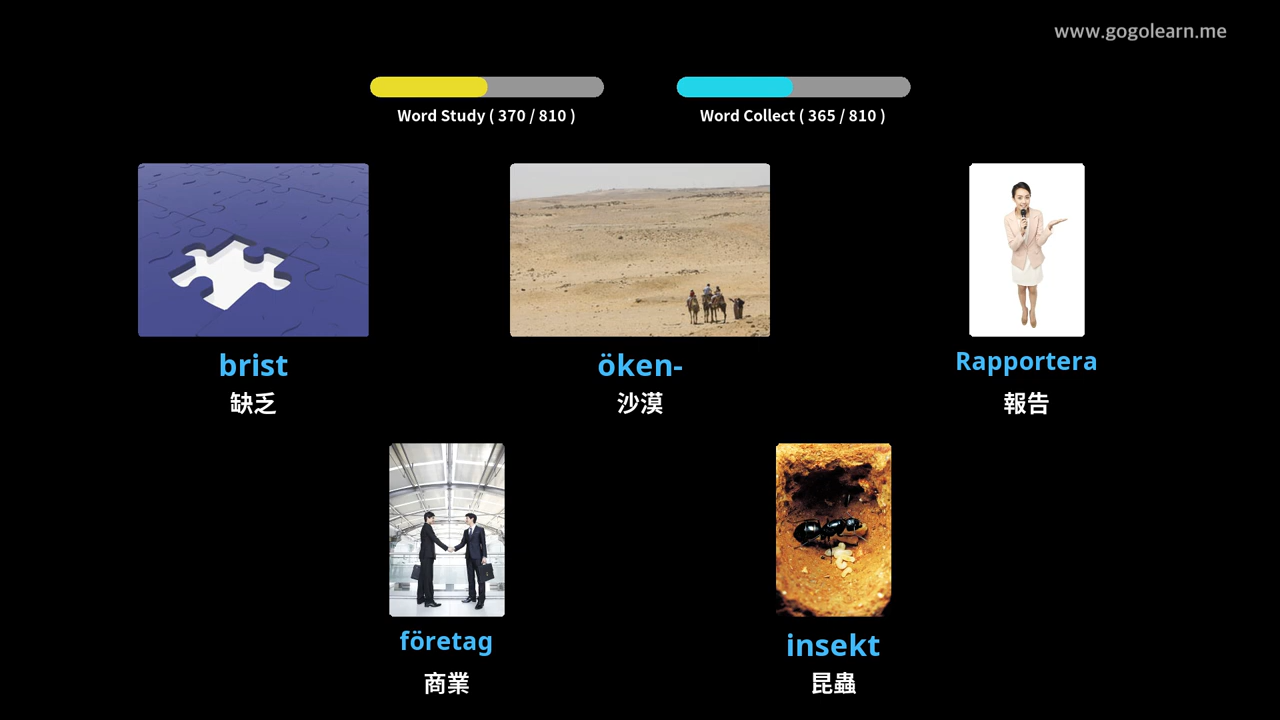 www.gogolearn.me
Word Study ( 370 / 810 )
Word Collect ( 365 / 810 )
brist
缺乏
öken-
沙漠
Rapportera
報告
företag
商業
insekt
昆蟲